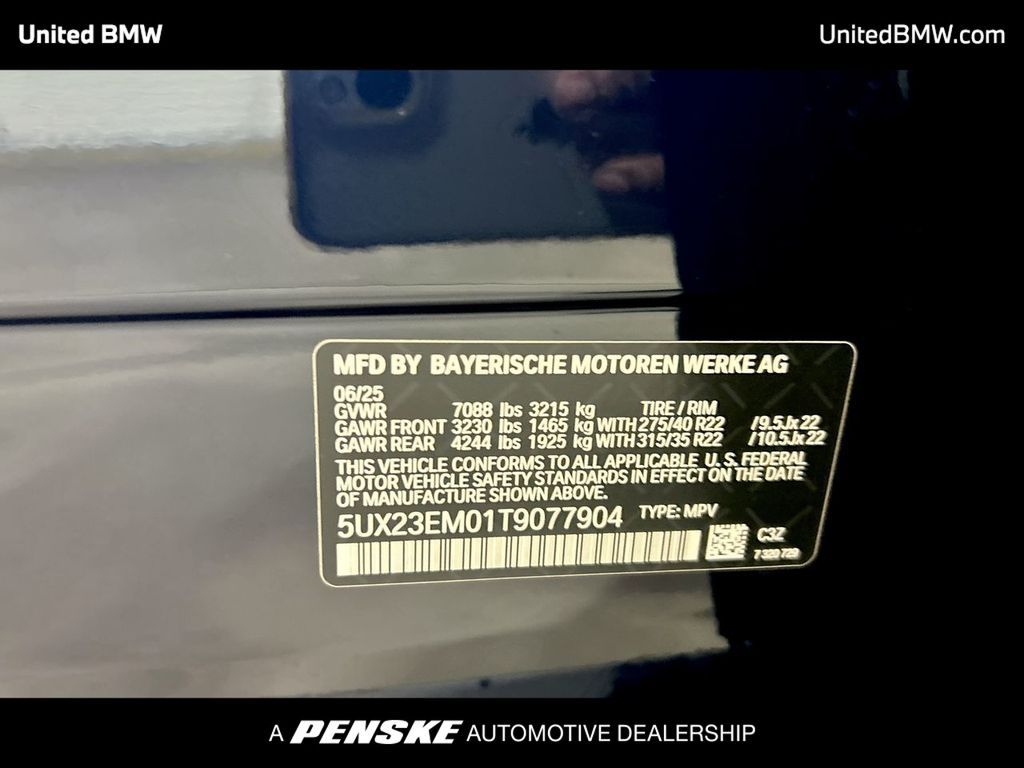 United BMW
UnitedBMW.com
MFD BY BAYERISCHE MOTOREN WERKE AG
06/25
GVWR 7088 lbs 3215 kg TIRE / RIM
GAWR FRONT 3230 lbs 1465 kg WITH 275/40 R22 /9.5Jx22
GAWR REAR 4244 lbs 1925 kg WITH 315/35 R22 /10.5Jx22
THIS VEHICLE CONFORMS TO ALL APPLICABLE U.S. FEDERAL
MOTOR VEHICLE SAFETY STANDARDS IN EFFECT ON THE DATE
OF MANUFACTURE SHOWN ABOVE.
5UX23EM01T9077904 TYPE: MPV
C3Z
7 320 729
A PENSKE AUTOMOTIVE DEALERSHIP